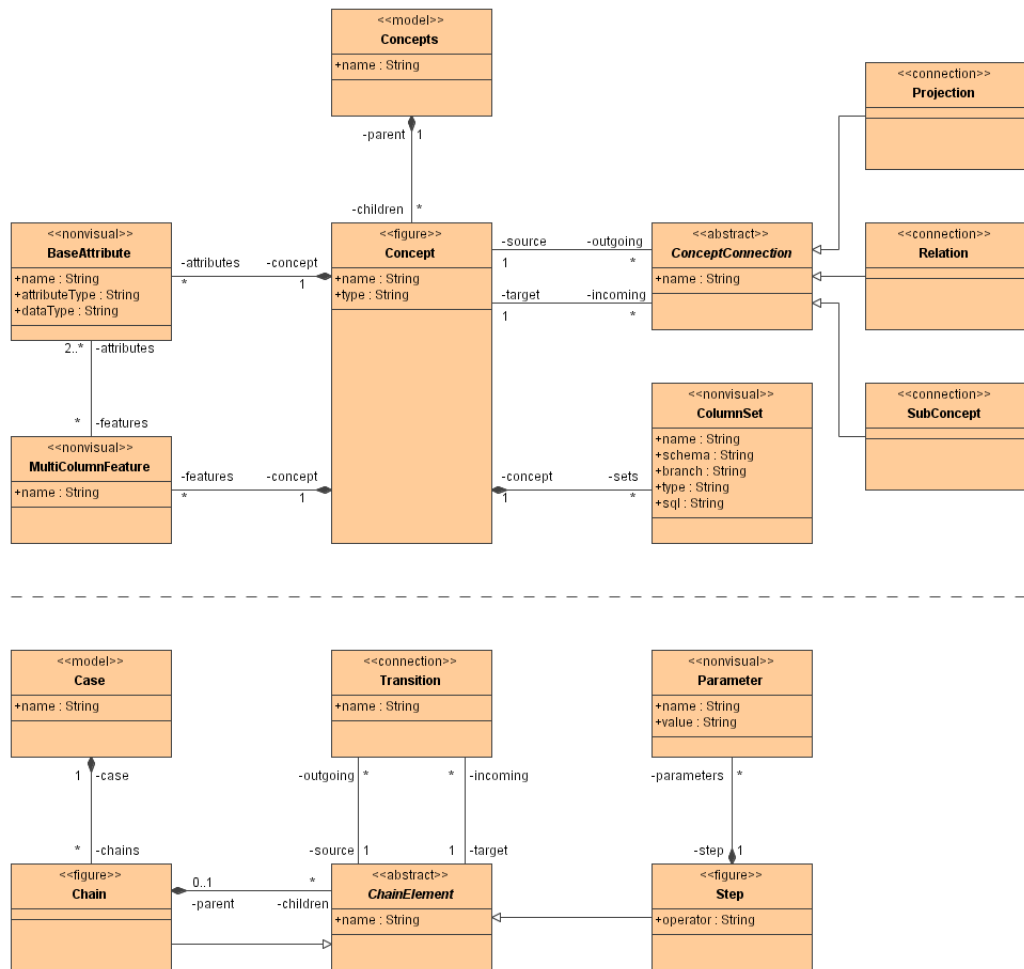 <<model>>
Concepts
+name : String
-parent 1
-children *
<<connection>>
Projection
<<nonvisual>>
BaseAttribute
+name : String
+attributeType : String
+dataType : String
-attributes -concept
* 1
<<figure>>
Concept
+name : String
+type : String
-source -outgoing
1 *
-target -incoming
1 *
<<abstract>>
ConceptConnection
+name : String
<<connection>>
Relation
2..* -attributes
* -features
<<nonvisual>>
MultiColumnFeature
+name : String
-features -concept
* 1
-concept -sets
1 *
<<nonvisual>>
ColumnSet
+name : String
+schema : String
+branch : String
+type : String
+sql : String
<<connection>>
SubConcept
<<model>>
Case
+name : String
<<connection>>
Transition
+name : String
<<nonvisual>>
Parameter
+name : String
+value : String
1 -case
-outgoing * * -incoming
-parameters *
* -chains
-source 1 1 -target
-step 1
<<figure>>
Chain
0..1 *
-parent -children
<<abstract>>
ChainElement
+name : String
<<figure>>
Step
+operator : String